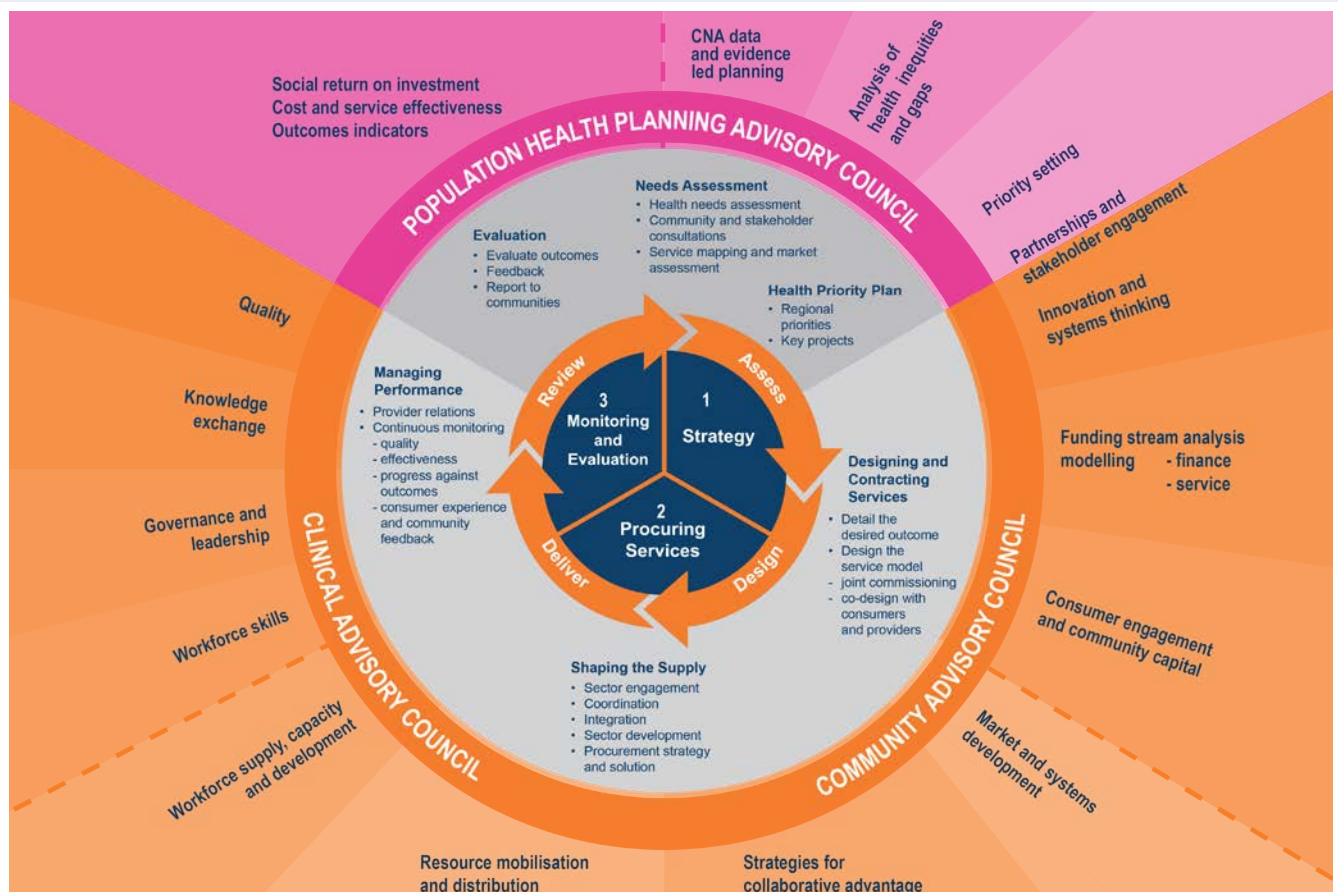 Social return on investment
Cost and service effectiveness
Outcomes indicators
CNA data
and evidence
led planning
Analysis of
health inequities
and gaps
Priority setting
Partnerships and
stakeholder engagement
Innovation and
systems thinking
Funding stream analysis
modelling - finance
- service
Consumer engagement
and community capital
Market and systems
development
Strategies for
collaborative advantage
Resource mobilisation
and distribution
Workforce supply, capacity
and development
Workforce skills
Governance and
leadership
Knowledge
exchange
Quality
POPULATION HEALTH PLANNING ADVISORY COUNCIL
COMMUNITY ADVISORY COUNCIL
CLINICAL ADVISORY COUNCIL
Needs Assessment
• Health needs assessment
• Community and stakeholder
consultations
• Service mapping and market
assessment
Health Priority Plan
• Regional
priorities
• Key projects
Designing and
Contracting
Services
• Detail the
desired outcome
• Design the
service model
- joint commissioning
- co-design with
consumers
and providers
Shaping the Supply
• Sector engagement
• Coordination
• Integration
• Sector development
• Procurement strategy
and solution
Managing
Performance
• Provider relations
• Continuous monitoring
- quality
- effectiveness
- progress against
outcomes
- consumer experience
and community
feedback
Evaluation
• Evaluate outcomes
• Feedback
• Report to
communities
Assess
Design
Deliver
Review
1
Strategy
2
Procuring
Services
3
Monitoring
and
Evaluation